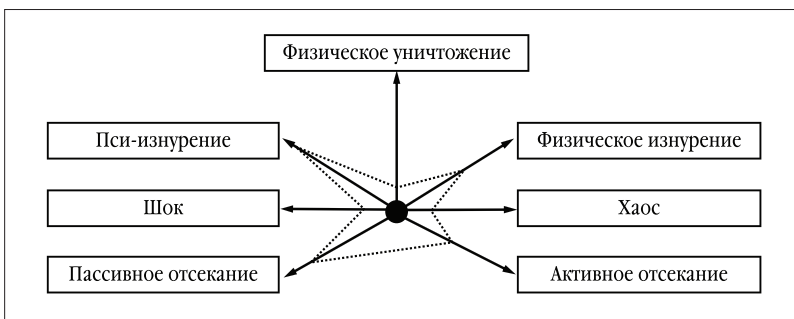 Физическое уничтожение
Пси-изнурение
Физическое изнурение
Шок
Хаос
Пассивное отсекание
Активное отсекание